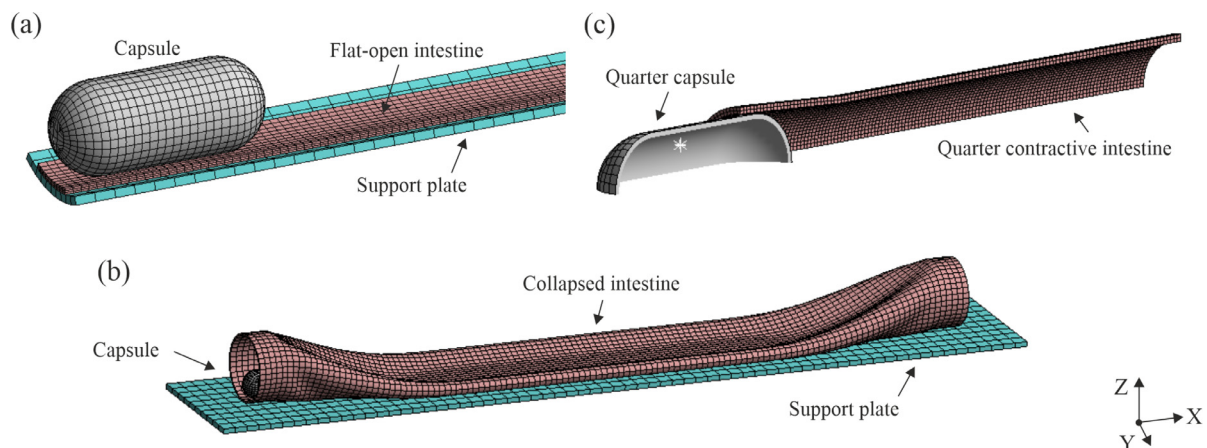 (a)
Capsule
Flat-open intestine
Support plate
(c)
Quarter capsule
Quarter contractive intestine
(b)
Collapsed intestine
Capsule
Support plate
Z
X
Y